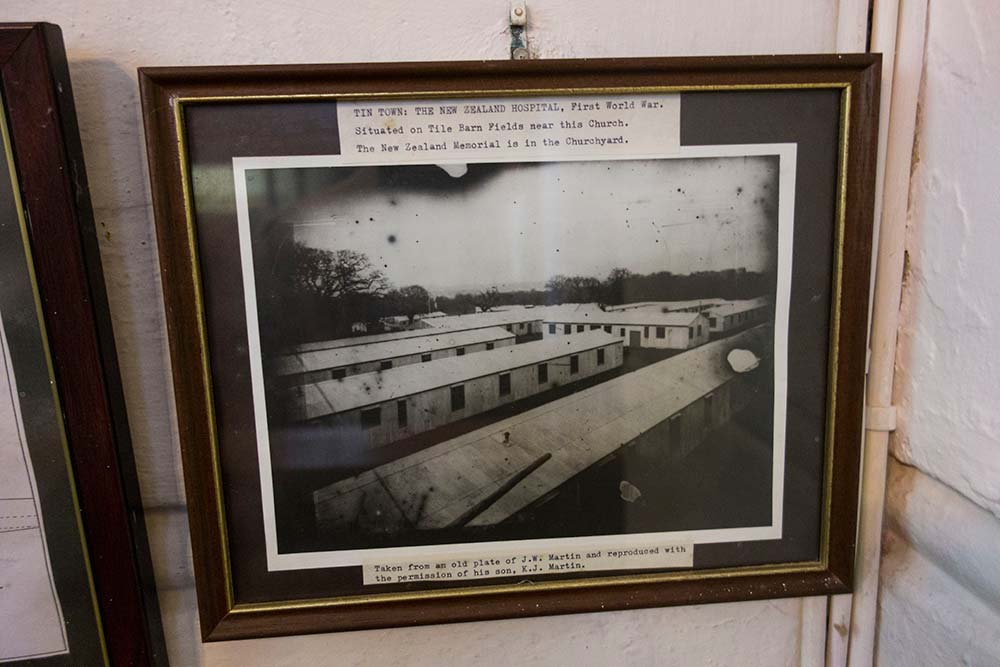 TIN TOWN: THE NEW ZEALAND HOSPITAL, First World War.
Situated on Tile Barn Fields near this Church.
The New Zealand Memorial is in the Churchyard.
Taken from an old plate of J.W. Martin and reproduced with
the permission of his son, K.J. Martin.